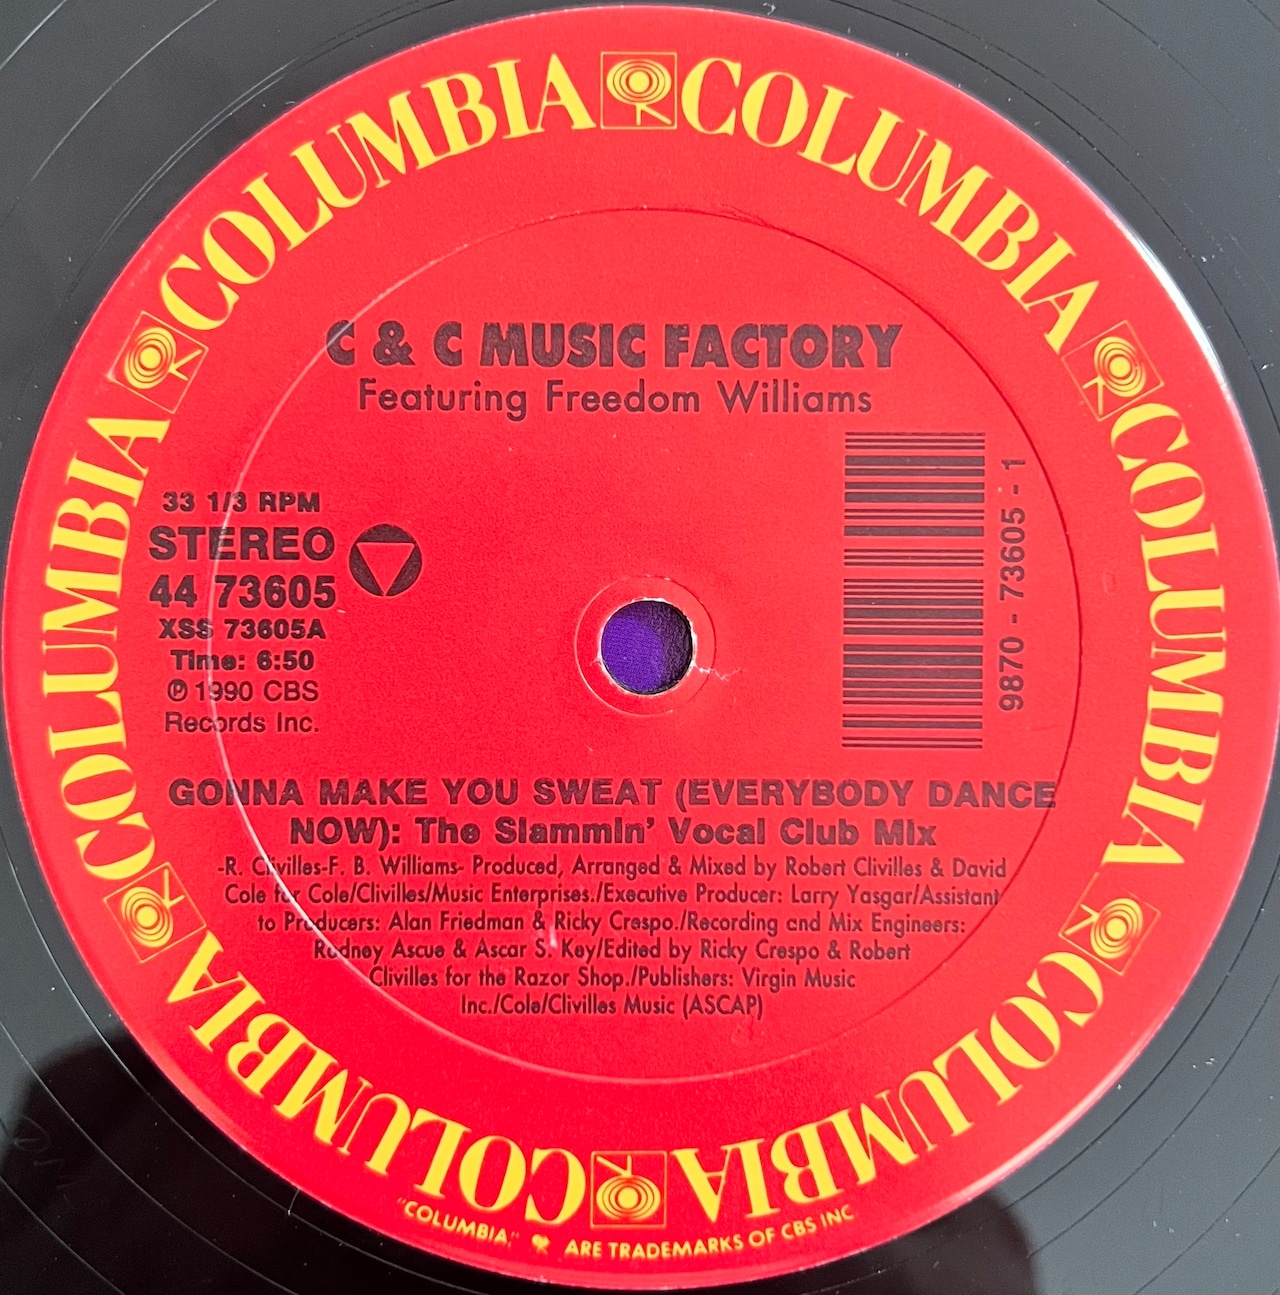 COLUMBIA COLUMBIA COLUMBIA COLUMBIA COLUMBIA COLUMBIA
C & C MUSIC FACTORY
Featuring Freedom Williams
33 1/3 RPM
STEREO
44 73605
XSS 73605A
Time: 6:50
℗ 1990 CBS
Records Inc.
9870 - 73605 - 1
GONNA MAKE YOU SWEAT (EVERYBODY DANCE
NOW): The Slammin' Vocal Club Mix
-R. Clivilles-F. B. Williams- Produced, Arranged & Mixed by Robert Clivilles & David
Cole for Cole/Clivilles/Music Enterprises./Executive Producer: Larry Yasgar/Assistant
to Producers: Alan Friedman & Ricky Crespo./Recording and Mix Engineers:
Rodney Ascue & Ascar S. Key/Edited by Ricky Crespo & Robert
Clivilles for the Razor Shop./Publishers: Virgin Music
Inc./Cole/Clivilles Music (ASCAP)
"COLUMBIA," ARE TRADEMARKS OF CBS INC.